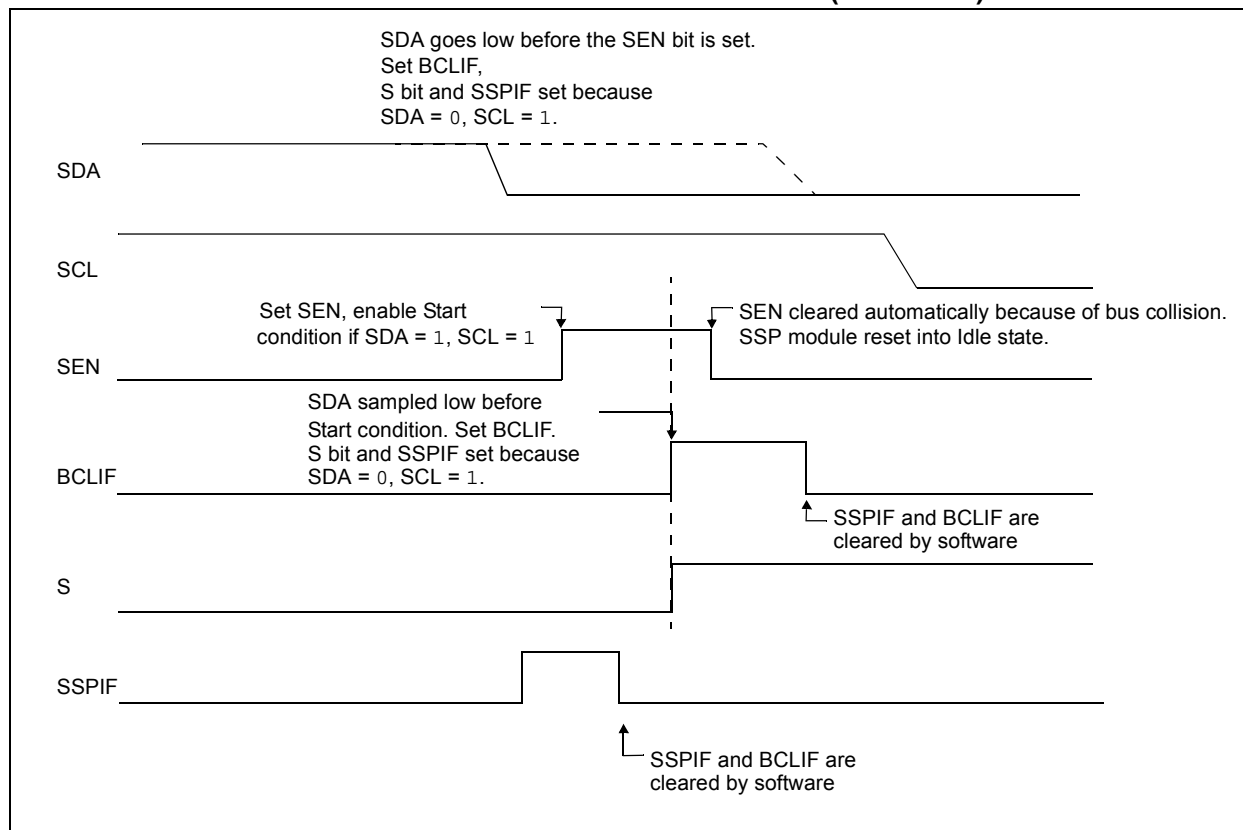 SDA goes low before the SEN bit is set.
Set BCLIF,
S bit and SSPIF set because
SDA = 0, SCL = 1.
SDA
SCL
Set SEN, enable Start
condition if SDA = 1, SCL = 1
SEN cleared automatically because of bus collision.
SSP module reset into Idle state.
SEN
SDA sampled low before
Start condition. Set BCLIF.
S bit and SSPIF set because
SDA = 0, SCL = 1.
BCLIF
SSPIF and BCLIF are
cleared by software
S
SSPIF
SSPIF and BCLIF are
cleared by software